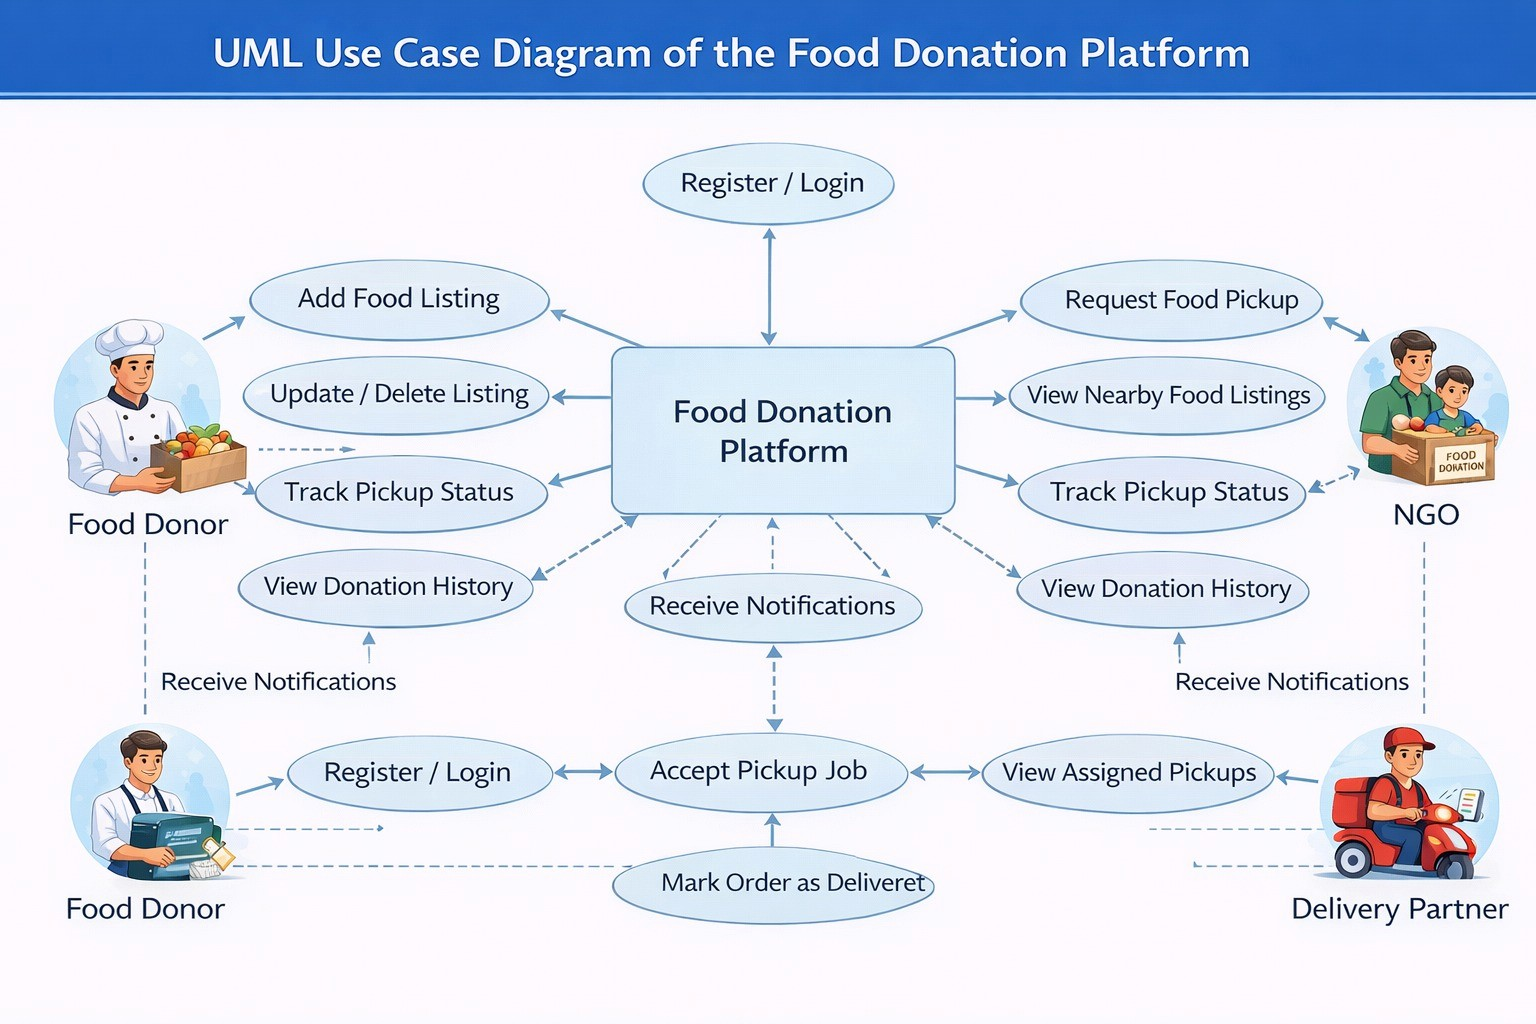 UML Use Case Diagram of the Food Donation Platform
Register / Login
Add Food Listing
Request Food Pickup
Update / Delete Listing
Food Donation
Platform
View Nearby Food Listings
FOOD
DONATION
Track Pickup Status
Track Pickup Status
Food Donor
NGO
View Donation History
Receive Notifications
View Donation History
Receive Notifications
Receive Notifications
Register / Login
Accept Pickup Job
View Assigned Pickups
Mark Order as Deliveret
Food Donor
Delivery Partner